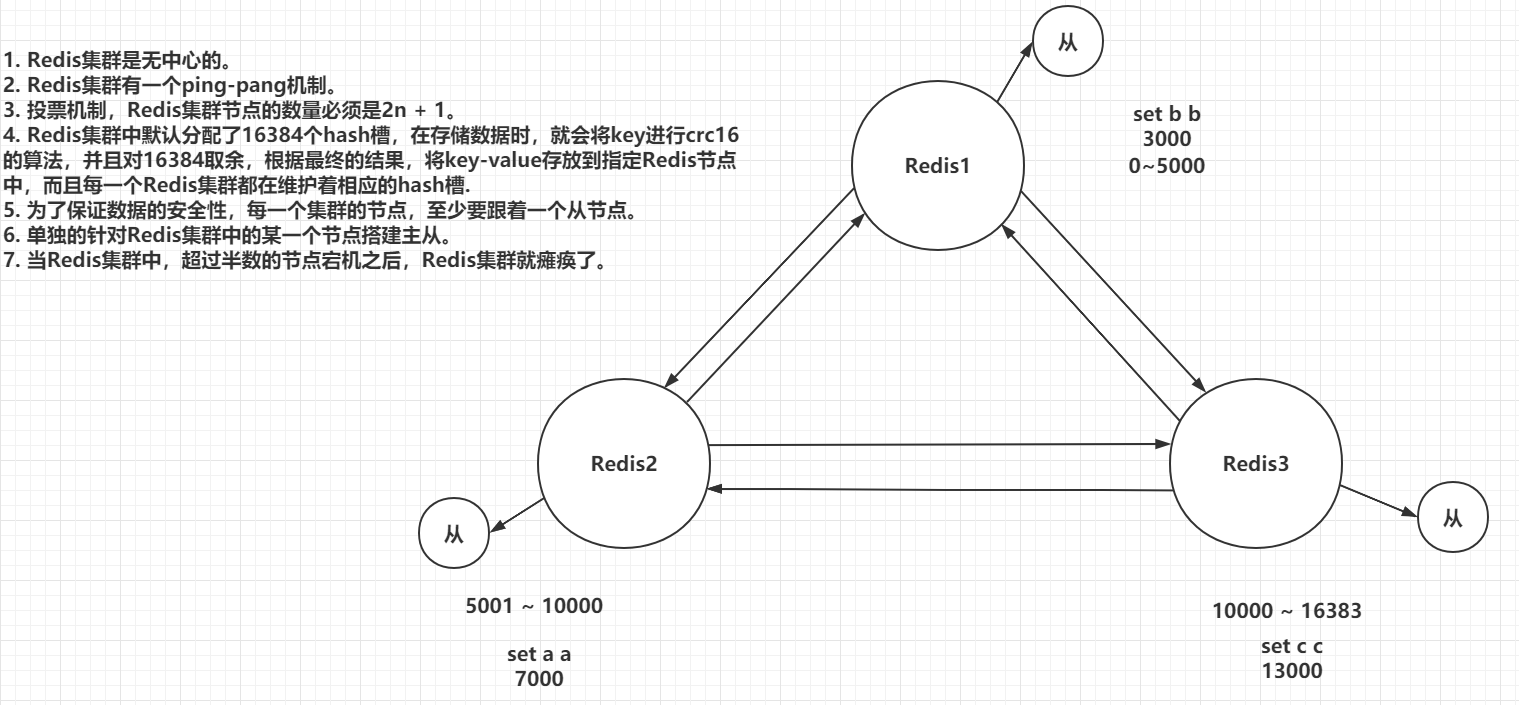 1. Redis集群是无中心的。
2. Redis集群有一个ping-pang机制。
3. 投票机制，Redis集群节点的数量必须是2n + 1。
4. Redis集群中默认分配了16384个hash槽，在存储数据时，就会将key进行crc16
的算法，并且对16384取余，根据最终的结果，将key-value存放到指定Redis节点
中，而且每一个Redis集群都在维护着相应的hash槽.
5. 为了保证数据的安全性，每一个集群的节点，至少要跟着一个从节点。
6. 单独的针对Redis集群中的某一个节点搭建主从。
7. 当Redis集群中，超过半数的节点宕机之后，Redis集群就瘫痪了。
从
Redis1
set b b
3000
0~5000
Redis2
从
5001 ~ 10000
set a a
7000
Redis3
从
10000 ~ 16383
set c c
13000